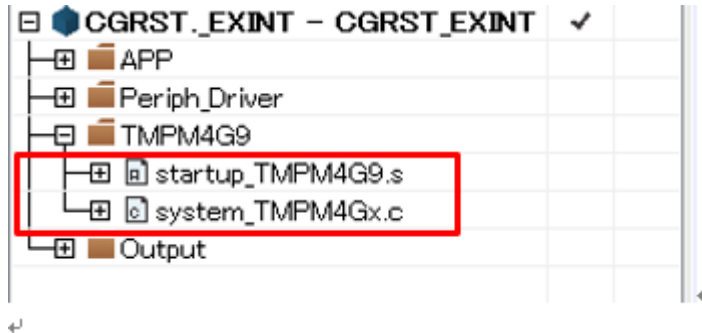 CGRST._EXINT - CGRST_EXINT
APP
Periph_Driver
TMPM4G9
startup_TMPM4G9.s
system_TMPM4Gx.c
Output